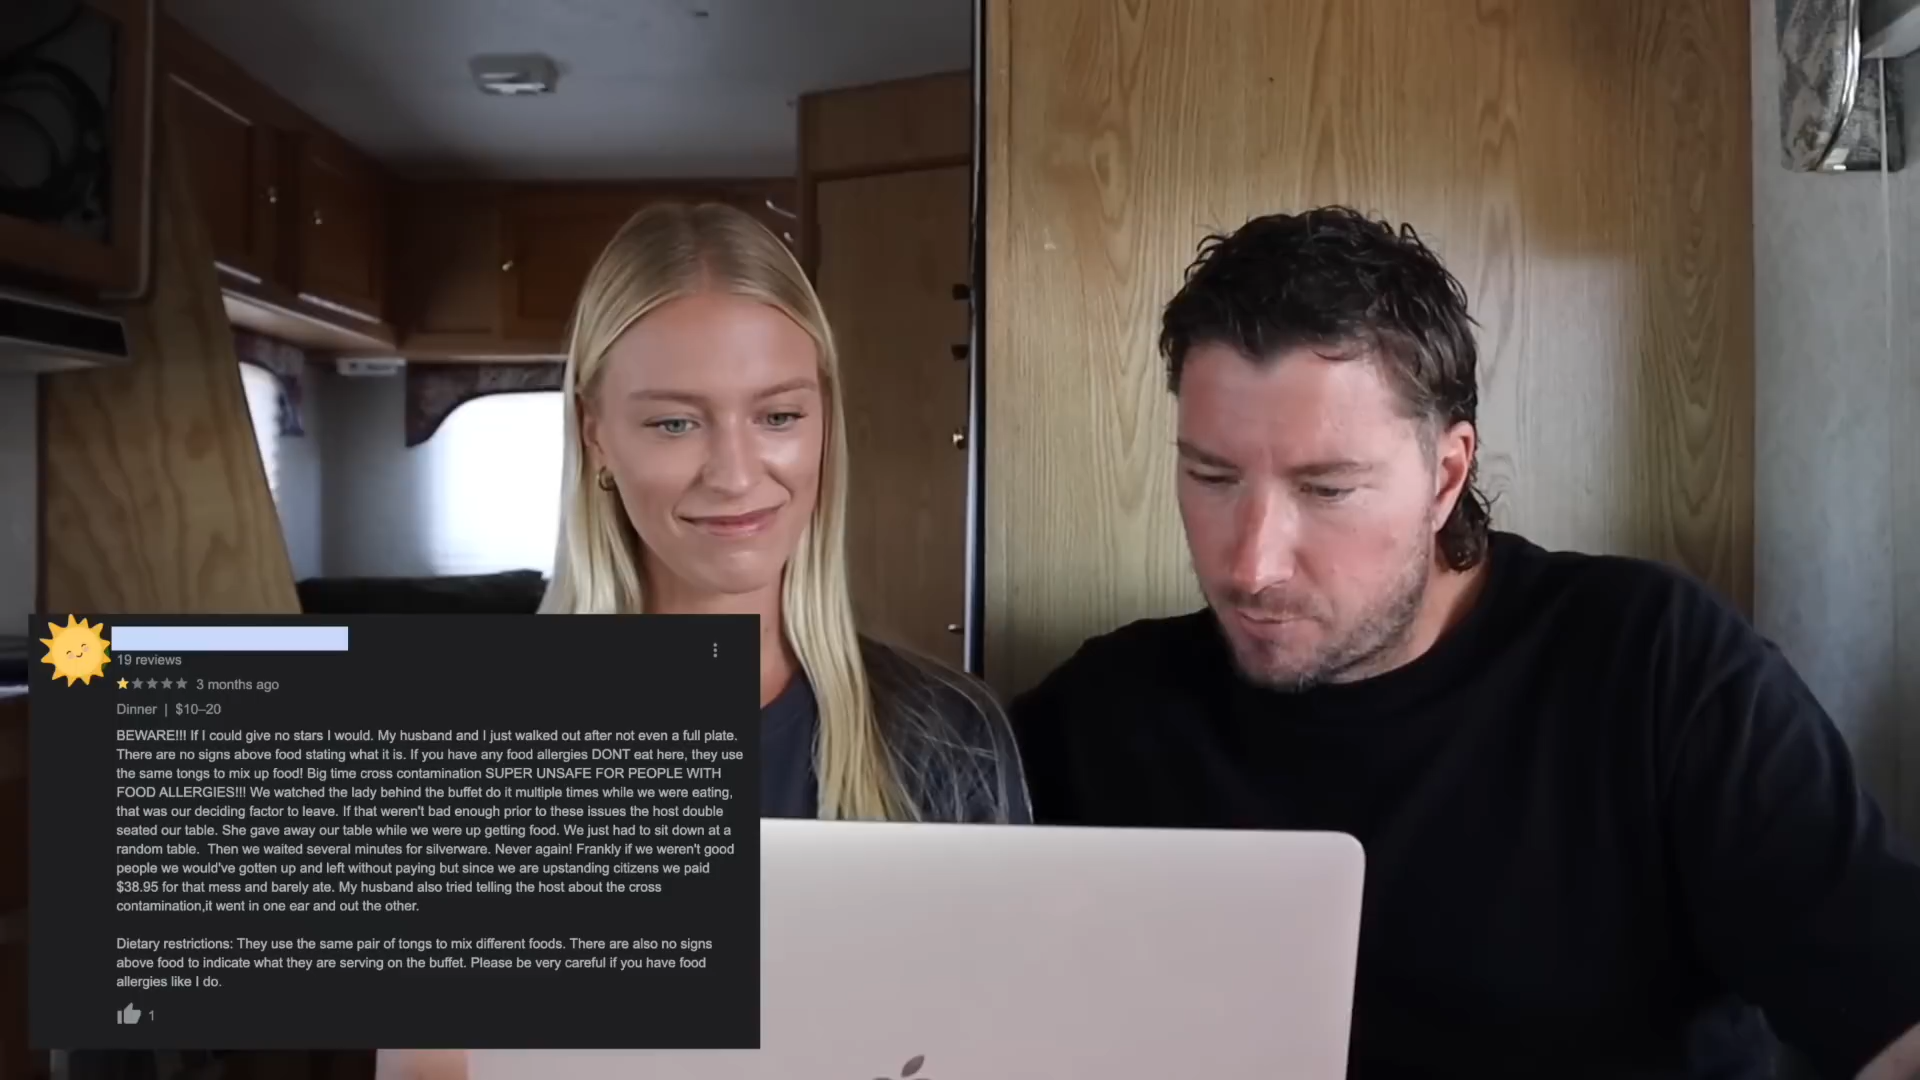 19 reviews
3 months ago
Dinner | $10–20
BEWARE!!! If I could give no stars I would. My husband and I just walked out after not even a full plate.
There are no signs above food stating what it is. If you have any food allergies DONT eat here, they use
the same tongs to mix up food! Big time cross contamination SUPER UNSAFE FOR PEOPLE WITH
FOOD ALLERGIES!!! We watched the lady behind the buffet do it multiple times while we were eating,
that was our deciding factor to leave. If that weren't bad enough prior to these issues the host double
seated our table. She gave away our table while we were up getting food. We just had to sit down at a
random table. Then we waited several minutes for silverware. Never again! Frankly if we weren't good
people we would've gotten up and left without paying but since we are upstanding citizens we paid
$38.95 for that mess and barely ate. My husband also tried telling the host about the cross
contamination,it went in one ear and out the other.
Dietary restrictions: They use the same pair of tongs to mix different foods. There are also no signs
above food to indicate what they are serving on the buffet. Please be very careful if you have food
allergies like I do.
1